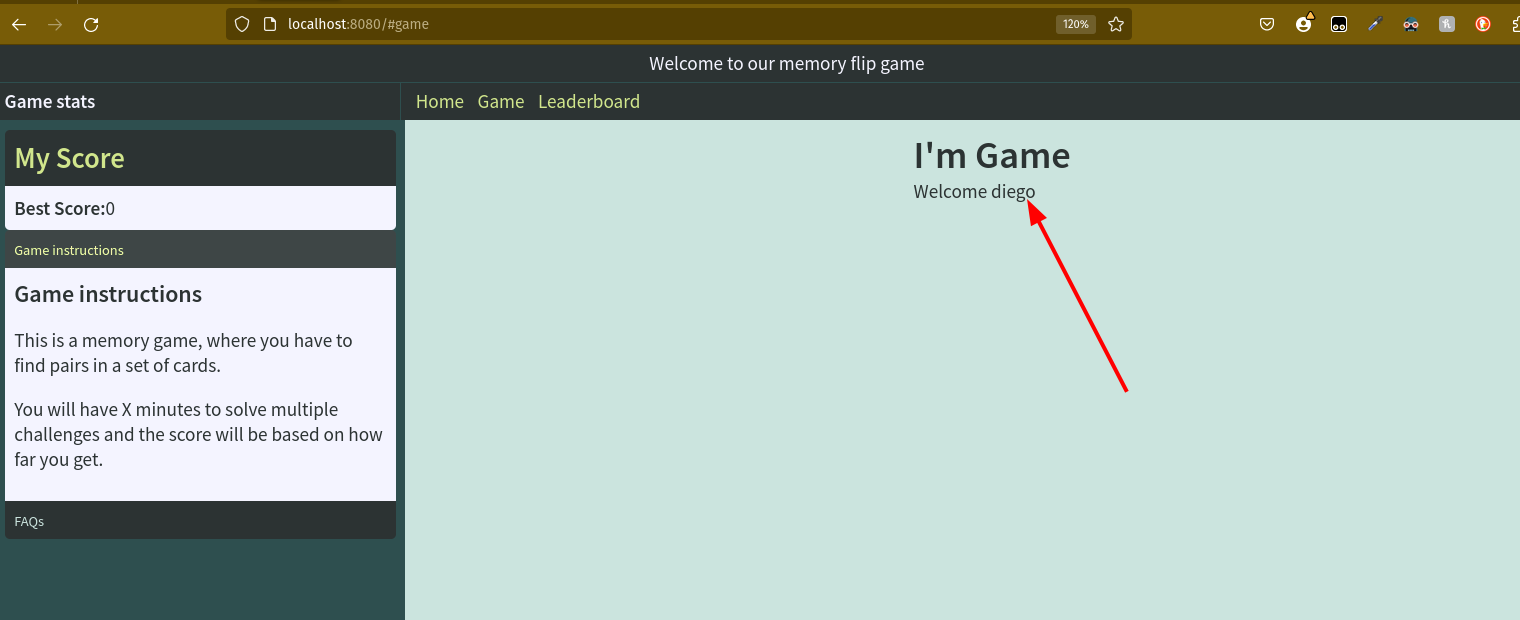 localhost:8080/#game
120%
Welcome to our memory flip game
Game stats
Home Game Leaderboard
My Score
Best Score:0
Game instructions
Game instructions
This is a memory game, where you have to
find pairs in a set of cards.
You will have X minutes to solve multiple
challenges and the score will be based on how
far you get.
FAQs
I'm Game
Welcome diego